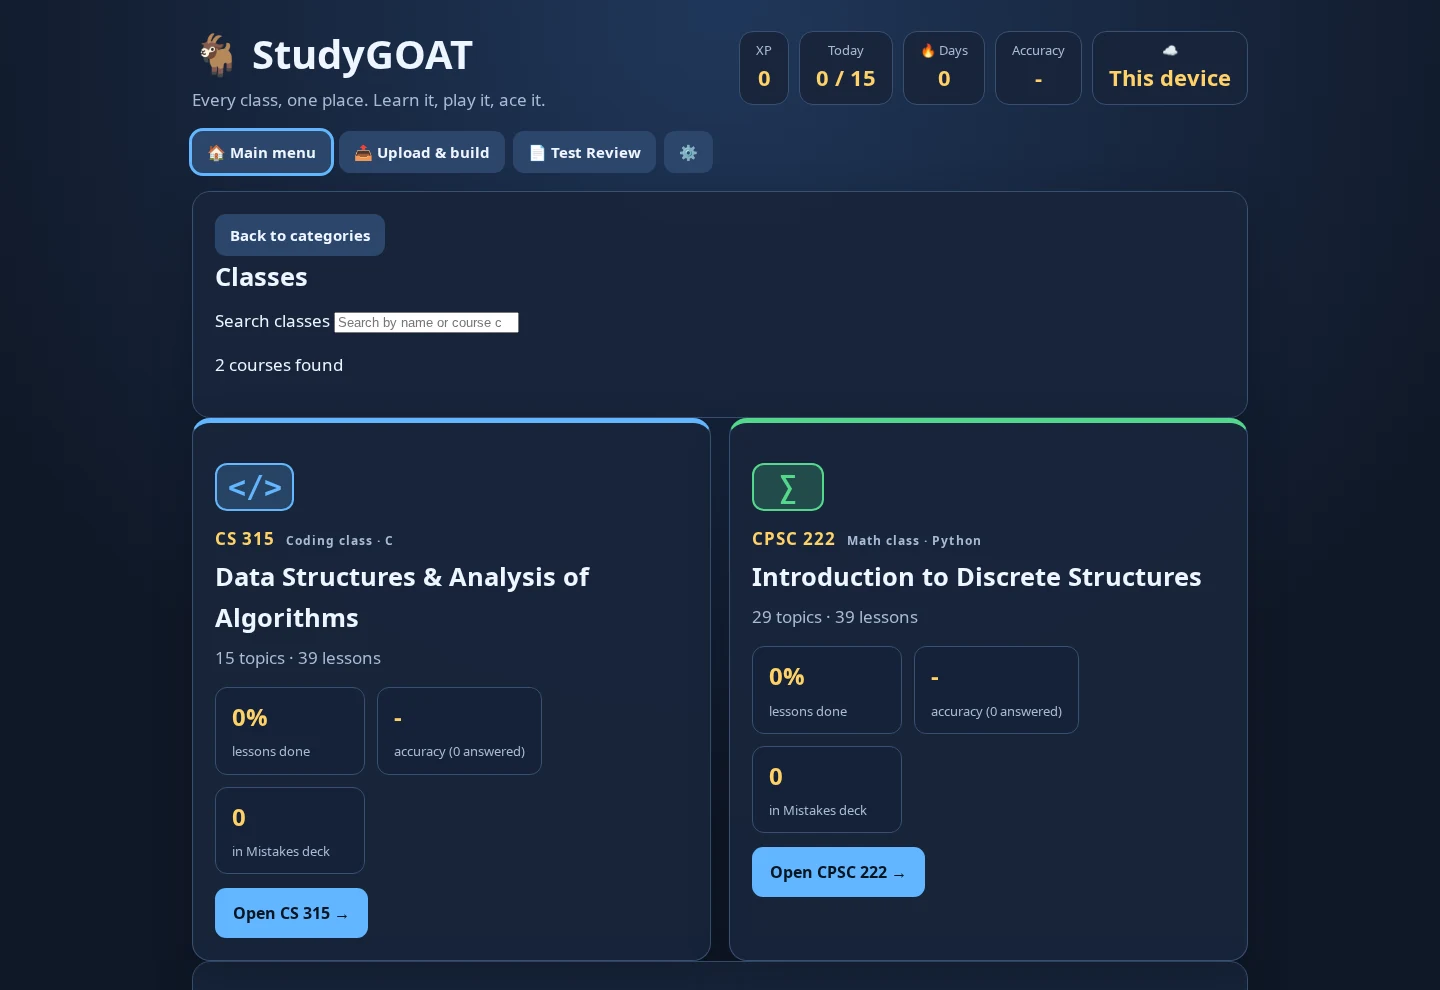 StudyGOAT
Every class, one place. Learn it, play it, ace it.
XP
0
Today
0 / 15
🔥 Days
0
Accuracy
-
☁️
This device
🏠 Main menu
📤 Upload & build
📄 Test Review
⚙️
Back to categories
Classes
Search classes Search by name or course c
2 courses found
</>
CS 315 Coding class · C
Data Structures & Analysis of
Algorithms
15 topics · 39 lessons
0%
lessons done
-
accuracy (0 answered)
0
in Mistakes deck
Open CS 315 →
∑
CPSC 222 Math class · Python
Introduction to Discrete Structures
29 topics · 39 lessons
0%
lessons done
-
accuracy (0 answered)
0
in Mistakes deck
Open CPSC 222 →